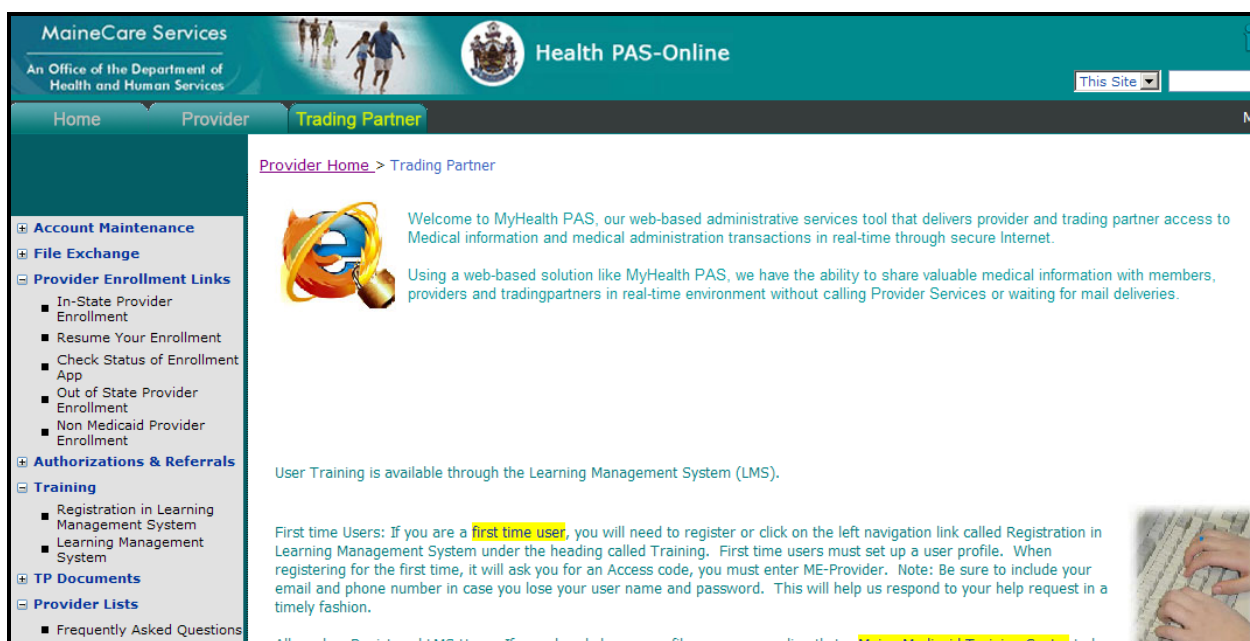 MaineCare Services
An Office of the Department of
Health and Human Services
Health PAS-Online
This Site
Home
Provider
Trading Partner
Provider Home > Trading Partner
Account Maintenance
File Exchange
Provider Enrollment Links
In-State Provider
Enrollment
Resume Your Enrollment
Check Status of Enrollment
App
Out of State Provider
Enrollment
Non Medicaid Provider
Enrollment
Authorizations & Referrals
Training
Registration in Learning
Management System
Learning Management
System
TP Documents
Provider Lists
Frequently Asked Questions
Welcome to MyHealth PAS, our web-based administrative services tool that delivers provider and trading partner access to
Medical information and medical administration transactions in real-time through secure Internet.
Using a web-based solution like MyHealth PAS, we have the ability to share valuable medical information with members,
providers and tradingpartners in real-time environment without calling Provider Services or waiting for mail deliveries.
User Training is available through the Learning Management System (LMS).
First time Users: If you are a first time user, you will need to register or click on the left navigation link called Registration in
Learning Management System under the heading called Training. First time users must set up a user profile. When
registering for the first time, it will ask you for an Access code, you must enter ME-Provider. Note: Be sure to include your
email and phone number in case you lose your user name and password. This will help us respond to your help request in a
timely fashion.